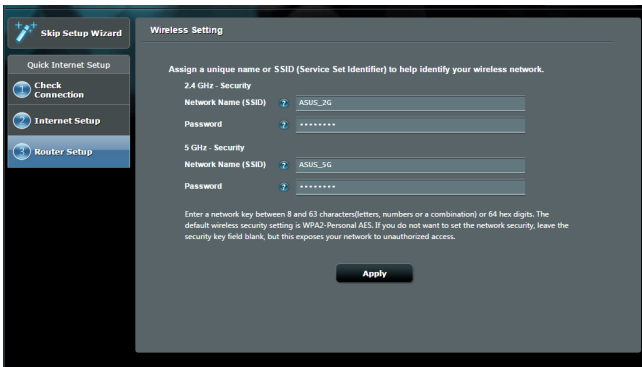 Skip Setup Wizard
Quick Internet Setup
1 Check
Connection
2 Internet Setup
3 Router Setup
Wireless Setting
Assign a unique name or SSID (Service Set Identifier) to help identify your wireless network.
2.4 GHz - Security
Network Name (SSID) ? ASUS_2G
Password ? ••••••••
5 GHz - Security
Network Name (SSID) ? ASUS_5G
Password ? ••••••••
Enter a network key between 8 and 63 characters(letters, numbers or a combination) or 64 hex digits. The
default wireless security setting is WPA2-Personal AES. If you do not want to set the network security, leave the
security key field blank, but this exposes your network to unauthorized access.
Apply